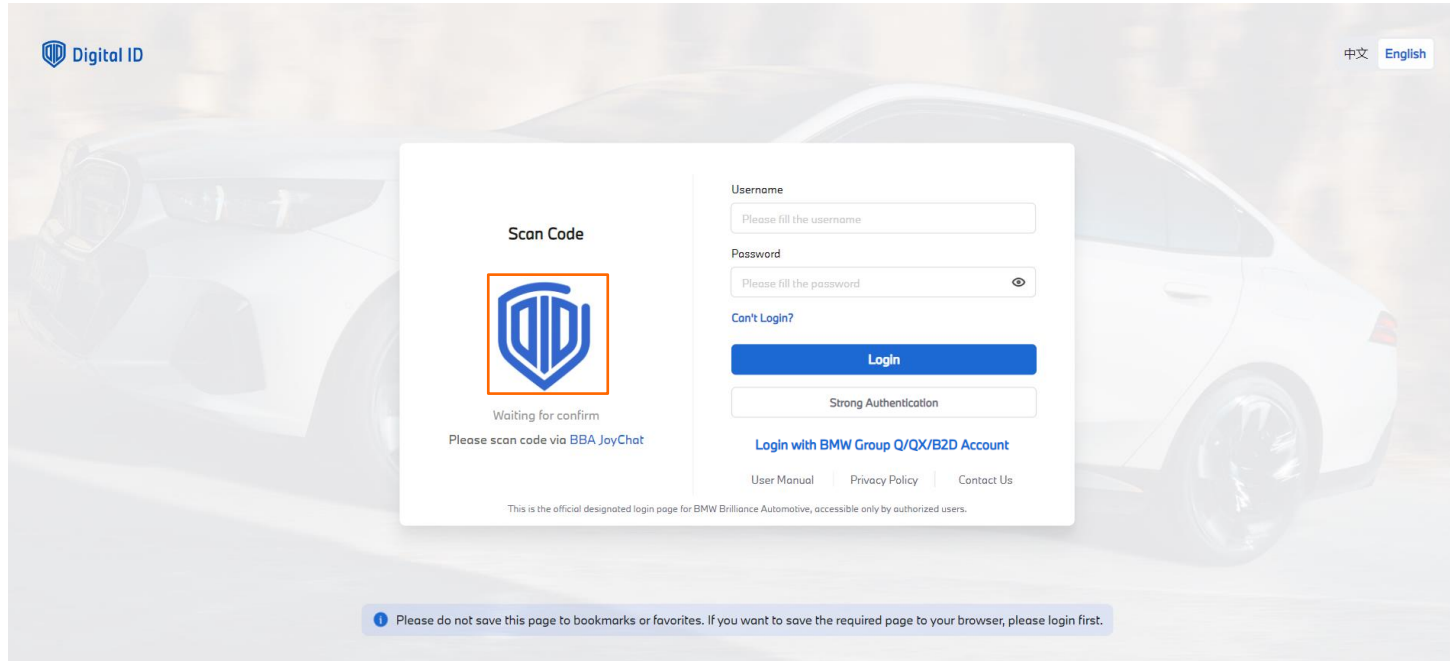 Digital ID
中文 English
Scan Code
Waiting for confirm
Please scan code via BBA JoyChat
Username
Please fill the username
Password
Please fill the password
Can't Login?
Login
Strong Authentication
Login with BMW Group Q/QX/B2D Account
User Manual Privacy Policy Contact Us
This is the official designated login page for BMW Brilliance Automotive, accessible only by authorized users.
Please do not save this page to bookmarks or favorites. If you want to save the required page to your browser, please login first.